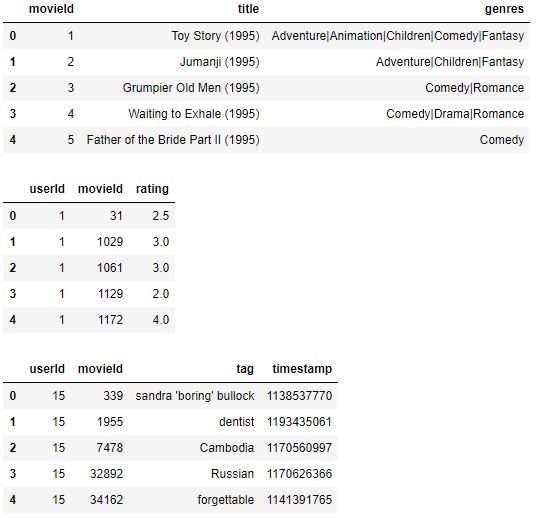 movieId title genres
0 1 Toy Story (1995) Adventure|Animation|Children|Comedy|Fantasy
1 2 Jumanji (1995) Adventure|Children|Fantasy
2 3 Grumpier Old Men (1995) Comedy|Romance
3 4 Waiting to Exhale (1995) Comedy|Drama|Romance
4 5 Father of the Bride Part II (1995) Comedy
userId movieId rating
0 1 31 2.5
1 1 1029 3.0
2 1 1061 3.0
3 1 1129 2.0
4 1 1172 4.0
userId movieId tag timestamp
0 15 339 sandra 'boring' bullock 1138537770
1 15 1955 dentist 1193435061
2 15 7478 Cambodia 1170560997
3 15 32892 Russian 1170626366
4 15 34162 forgettable 1141391765